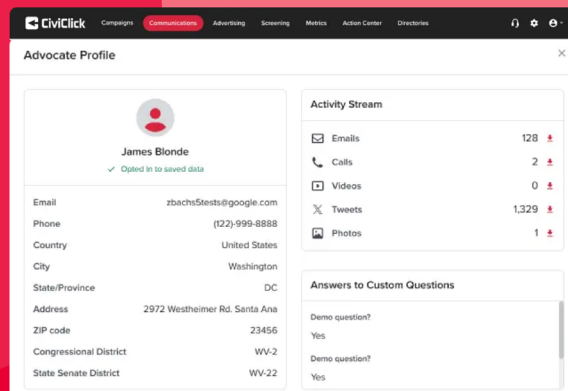 CiviClick Campaigns Communications Advertising Screening Metrics Action Center Directories
Advocate Profile
James Blonde
Opted in to saved data
Email zbachs5tests@google.com
Phone (122)-999-8888
Country United States
City Washington
State/Province DC
Address 2972 Westheimer Rd. Santa Ana
ZIP code 23456
Congressional District WV-2
State Senate District WV-22
Activity Stream
Emails 128
Calls 2
Videos 0
Tweets 1,329
Photos 1
Answers to Custom Questions
Demo question?
Yes
Demo question?
Yes